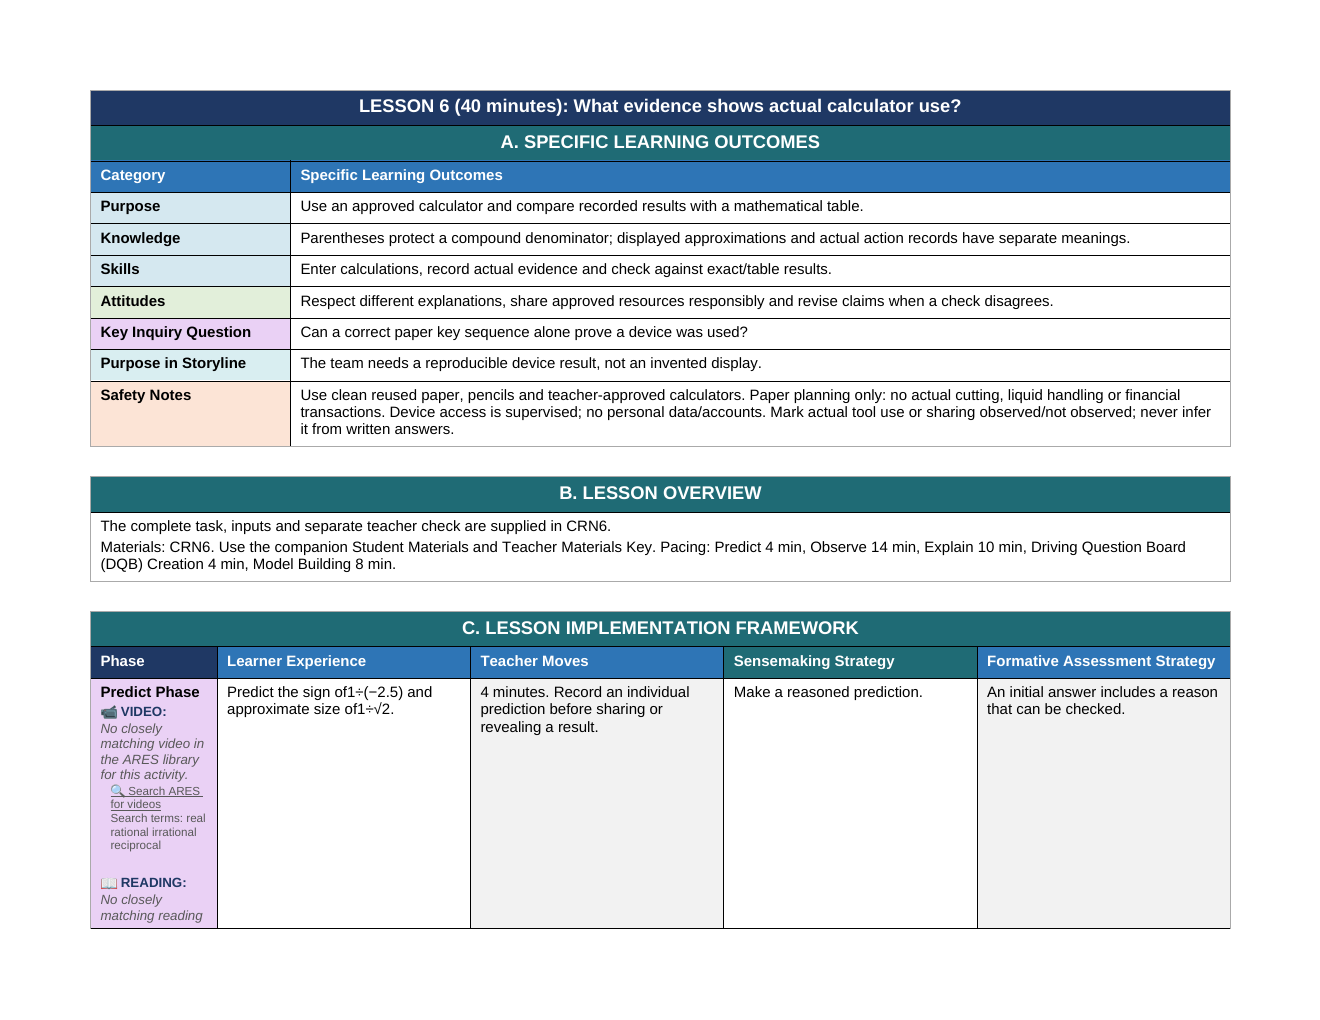 LESSON 6 (40 minutes): What evidence shows actual calculator use?
A. SPECIFIC LEARNING OUTCOMES
Category
Specific Learning Outcomes
Purpose
Use an approved calculator and compare recorded results with a mathematical table.
Knowledge
Parentheses protect a compound denominator; displayed approximations and actual action records have separate meanings.
Skills
Enter calculations, record actual evidence and check against exact/table results.
Attitudes
Respect different explanations, share approved resources responsibly and revise claims when a check disagrees.
Key Inquiry Question
Can a correct paper key sequence alone prove a device was used?
Purpose in Storyline
The team needs a reproducible device result, not an invented display.
Safety Notes
Use clean reused paper, pencils and teacher-approved calculators. Paper planning only: no actual cutting, liquid handling or financial
transactions. Device access is supervised; no personal data/accounts. Mark actual tool use or sharing observed/not observed; never infer
it from written answers.
B. LESSON OVERVIEW
The complete task, inputs and separate teacher check are supplied in CRN6.
Materials: CRN6. Use the companion Student Materials and Teacher Materials Key. Pacing: Predict 4 min, Observe 14 min, Explain 10 min, Driving Question Board
(DQB) Creation 4 min, Model Building 8 min.
C. LESSON IMPLEMENTATION FRAMEWORK
Phase
Learner Experience
Teacher Moves
Sensemaking Strategy
Formative Assessment Strategy
Predict Phase
📹 VIDEO:
No closely
matching video in
the ARES library
for this activity.
🔍 Search ARES
for videos
Search terms: real
rational irrational
reciprocal
📖 READING:
No closely
matching reading
Predict the sign of1÷(−2.5) and
approximate size of1÷√2.
4 minutes. Record an individual
prediction before sharing or
revealing a result.
Make a reasoned prediction.
An initial answer includes a reason
that can be checked.